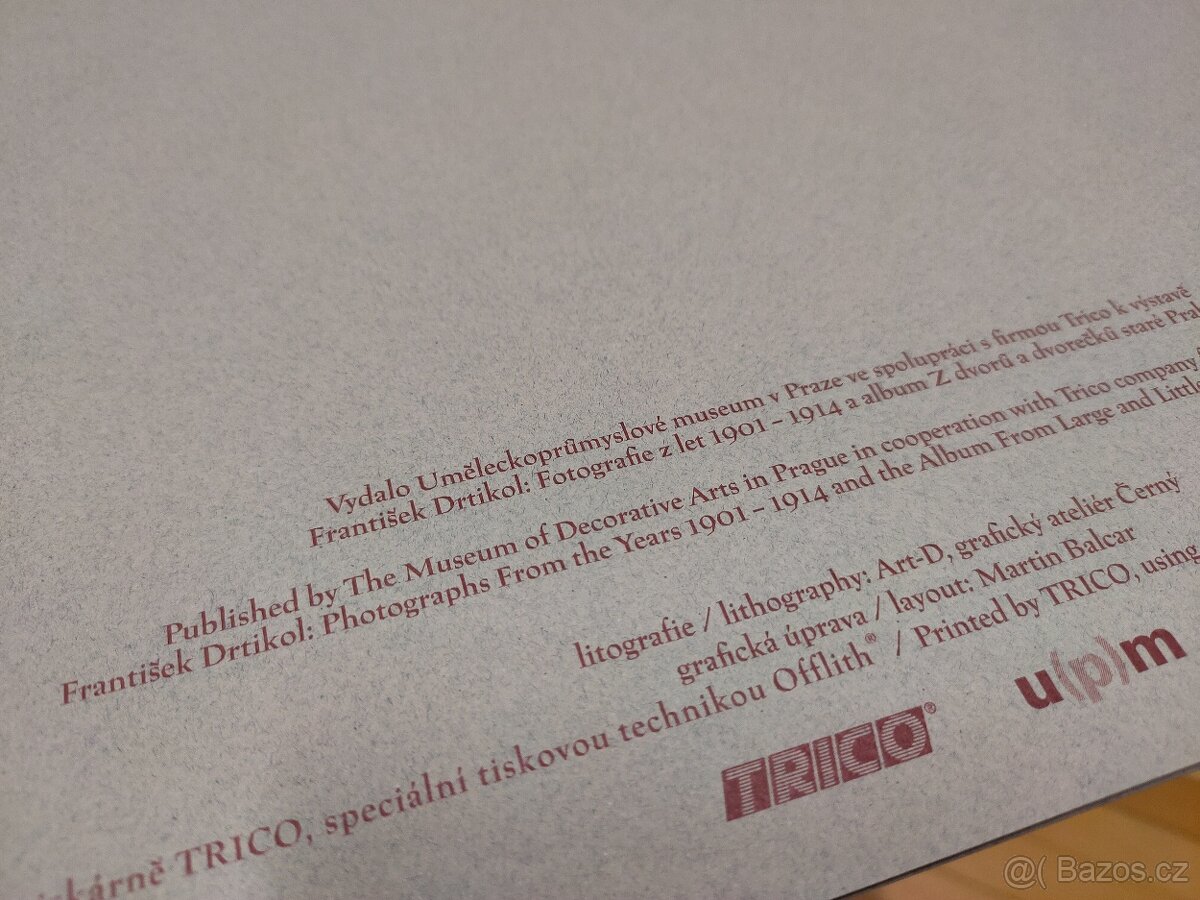 Vydalo Uměleckoprůmyslové museum v Praze ve spolupráci s firmou Trico k výstavě
František Drtikol: Fotografie z let 1901 – 1914 a album Z dvorů a dvorečků staré
Published by The Museum of Decorative Arts in Prague in cooperation with Trico company
František Drtikol: Photographs From the Years 1901 – 1914 and the Album From Large and Little
litografie / lithography: Art-D, grafický ateliér Černý
grafická úprava / layout: Martin Balcar
TRICO, speciální tiskovou technikou Offlith® / Printed by TRICO, using
TRICO®
u(p)m
@( Bazos.cz